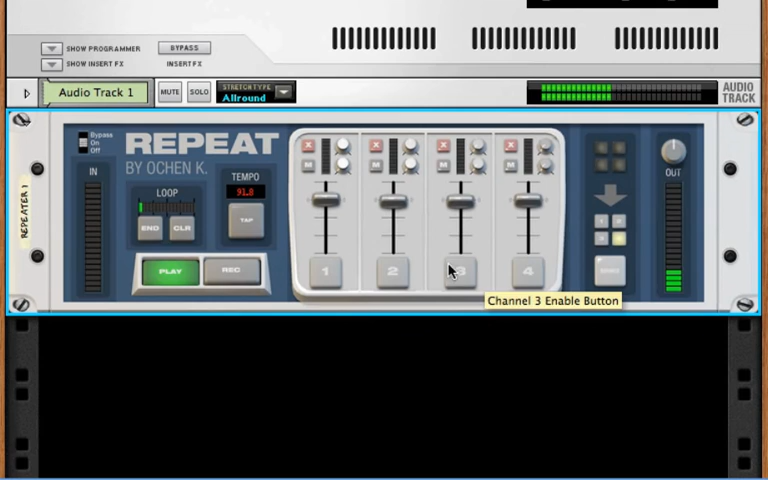 SHOW PROGRAMMER
BYPASS
SHOW INSERT FX
INSERT FX
Audio Track 1
MUTE
SOLO
STRETCH TYPE
Allround
AUDIO
TRACK
REPEATER 1
Bypass
On
Off
REPEAT
BY OCHEN K.
IN
LOOP
END
CLR
TEMPO
91.8
TAP
PLAY
REC
X
X
X
X
M
M
M
M
1
2
3
4
OUT
Channel 3 Enable Button